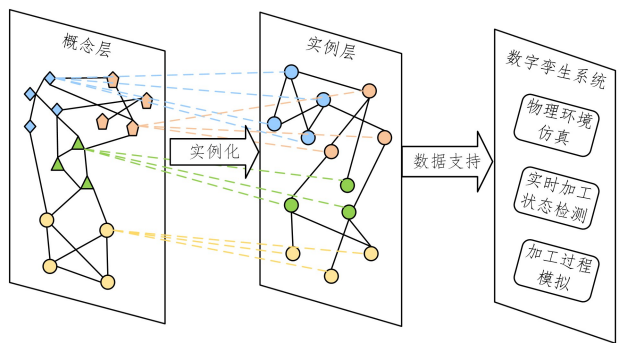 概念层
实例化
实例层
数据支持
数字孪生系统
物理环境
仿真
实时加工
状态检测
加工过程
模拟